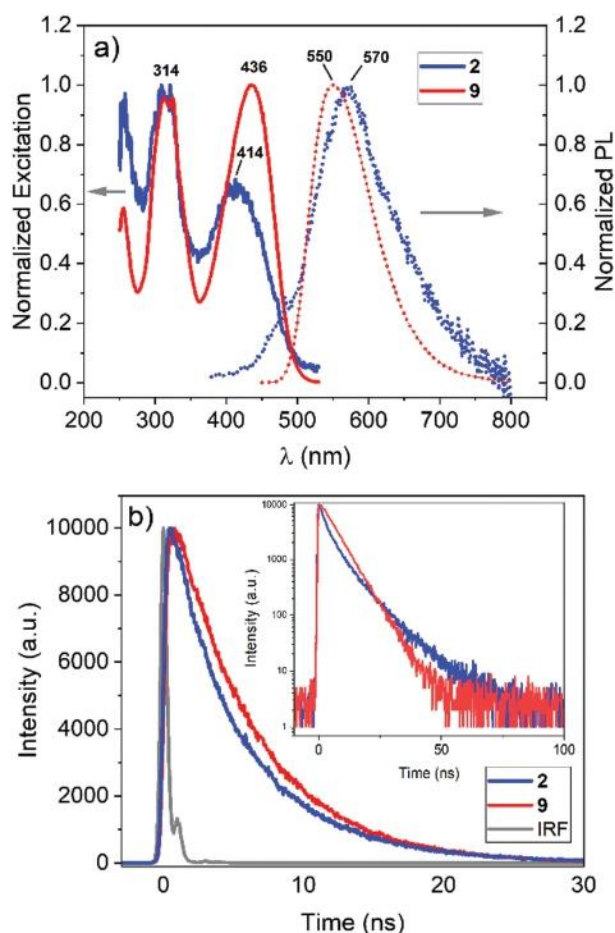 a)
314
436
414
550
570
2
9
Normalized Excitation
1.2
1.0
0.8
0.6
0.4
0.2
0.0
Normalized PL
1.2
1.0
0.8
0.6
0.4
0.2
0.0
200 300 400 500 600 700 800
λ (nm)
b)
Intensity (a.u.)
10000
8000
6000
4000
2000
0
Intensity (a.u.)
10000
1000
100
10
1
0 50 100
Time (ns)
2
9
IRF
0 10 20 30
Time (ns)